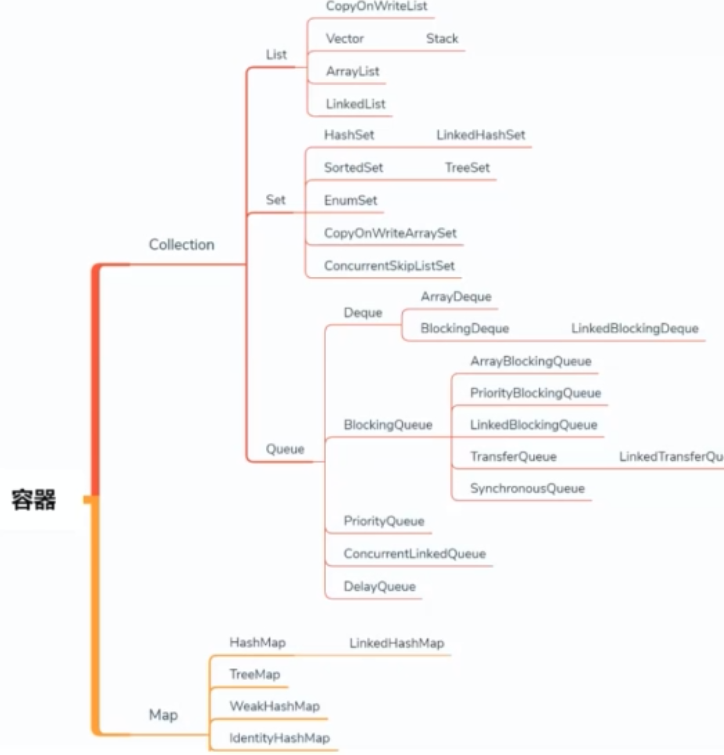 CopyOnWriteList
List
Vector Stack
ArrayList
LinkedList
HashSet LinkedHashSet
SortedSet TreeSet
Set
EnumSet
CopyOnWriteArraySet
Collection
ConcurrentSkipListSet
ArrayDeque
Deque
BlockingDeque LinkedBlockingDeque
ArrayBlockingQueue
PriorityBlockingQueue
BlockingQueue
LinkedBlockingQueue
Queue
TransferQueue LinkedTransferQu
SynchronousQueue
容器
PriorityQueue
ConcurrentLinkedQueue
DelayQueue
HashMap LinkedHashMap
TreeMap
Map
WeakHashMap
IdentityHashMap